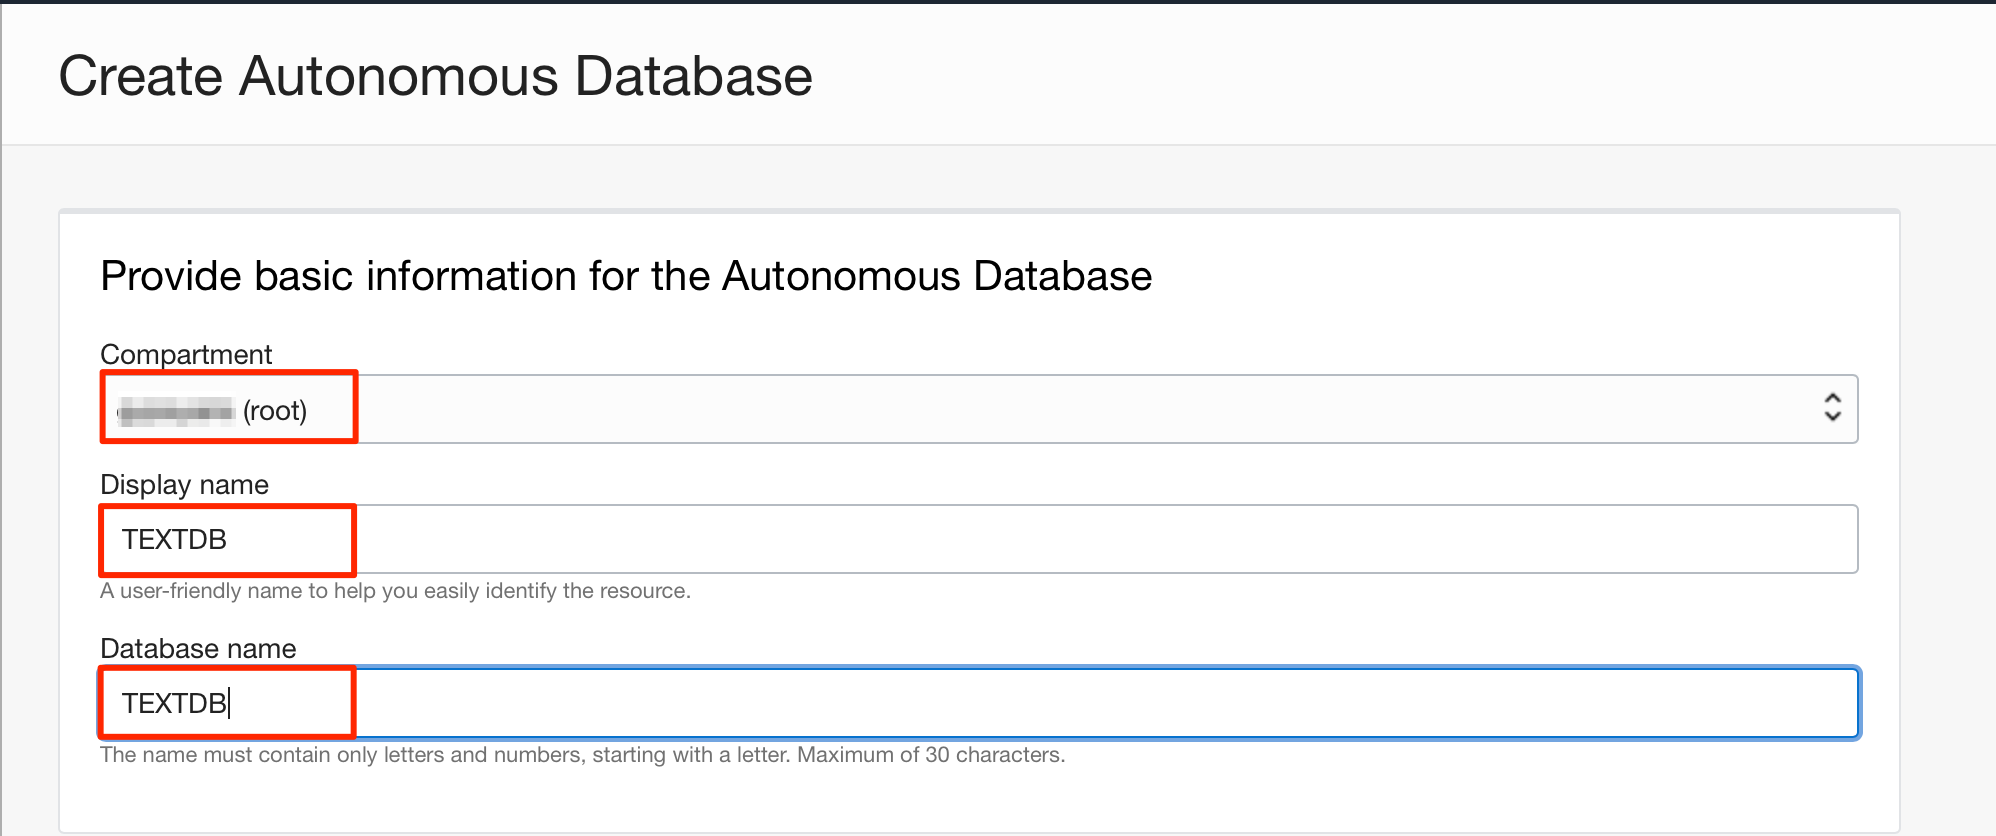 Create Autonomous Database
Provide basic information for the Autonomous Database
Compartment
(root)
Display name
TEXTDB
A user-friendly name to help you easily identify the resource.
Database name
TEXTDB
The name must contain only letters and numbers, starting with a letter. Maximum of 30 characters.